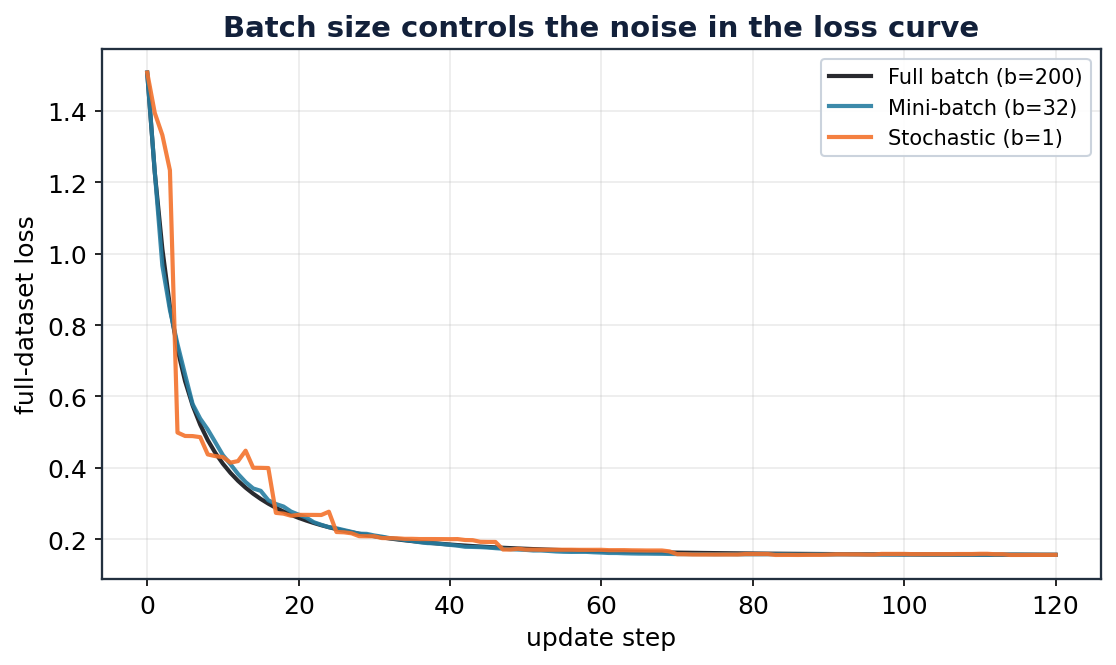 Batch size controls the noise in the loss curve
full-dataset loss
1.4
1.2
1.0
0.8
0.6
0.4
0.2
Full batch (b=200)
Mini-batch (b=32)
Stochastic (b=1)
0 20 40 60 80 100 120
update step